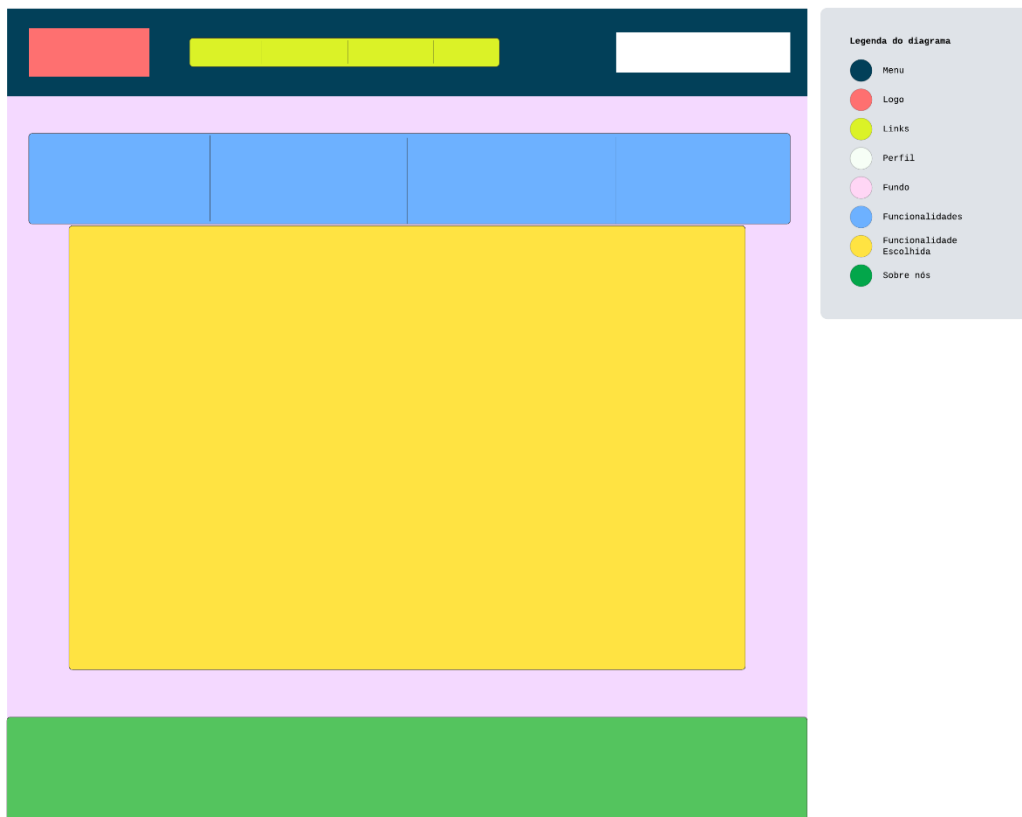 Legenda do diagrama
Menu
Logo
Links
Perfil
Fundo
Funcionalidades
Funcionalidade
Escolhida
Sobre nós